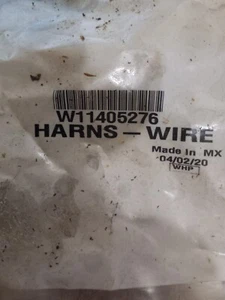 W11405276
HARNS-WIRE
Made In MX
04/02/20
WHP